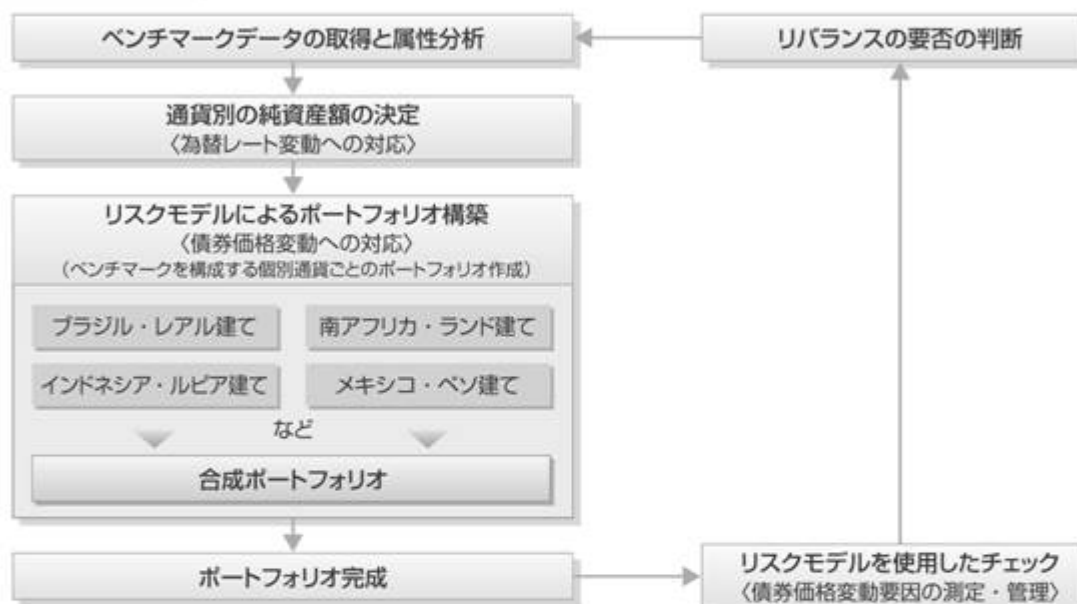 ベンチマークデータの取得と属性分析
リバランスの要否の判断
通貨別の純資産額の決定
〈為替レート変動への対応〉
リスクモデルによるポートフォリオ構築
〈債券価格変動への対応〉
(ベンチマークを構成する個別通貨ごとのポートフォリオ作成)
ブラジル・レアル建て
南アフリカ・ランド建て
インドネシア・ルピア建て
メキシコ・ペソ建て
など
合成ポートフォリオ
ポートフォリオ完成
リスクモデルを使用したチェック
〈債券価格変動要因の測定・管理〉